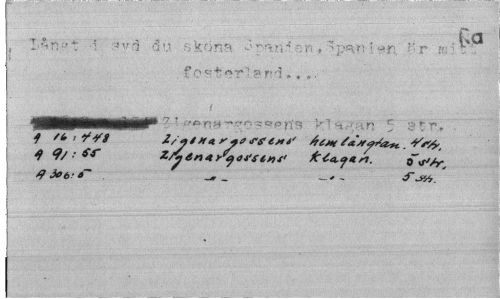 Ra
Långt i syd du sköna Spanien, Spanien är mitt
fosterland....
Zigenargossens klagan 5 str.
A 16:448 Zigenargossens hemlängtan. 4 str.
A 91:55 Zigenargossens Klagan. 5 str.
A 306:5 -"- -"- 5 str.